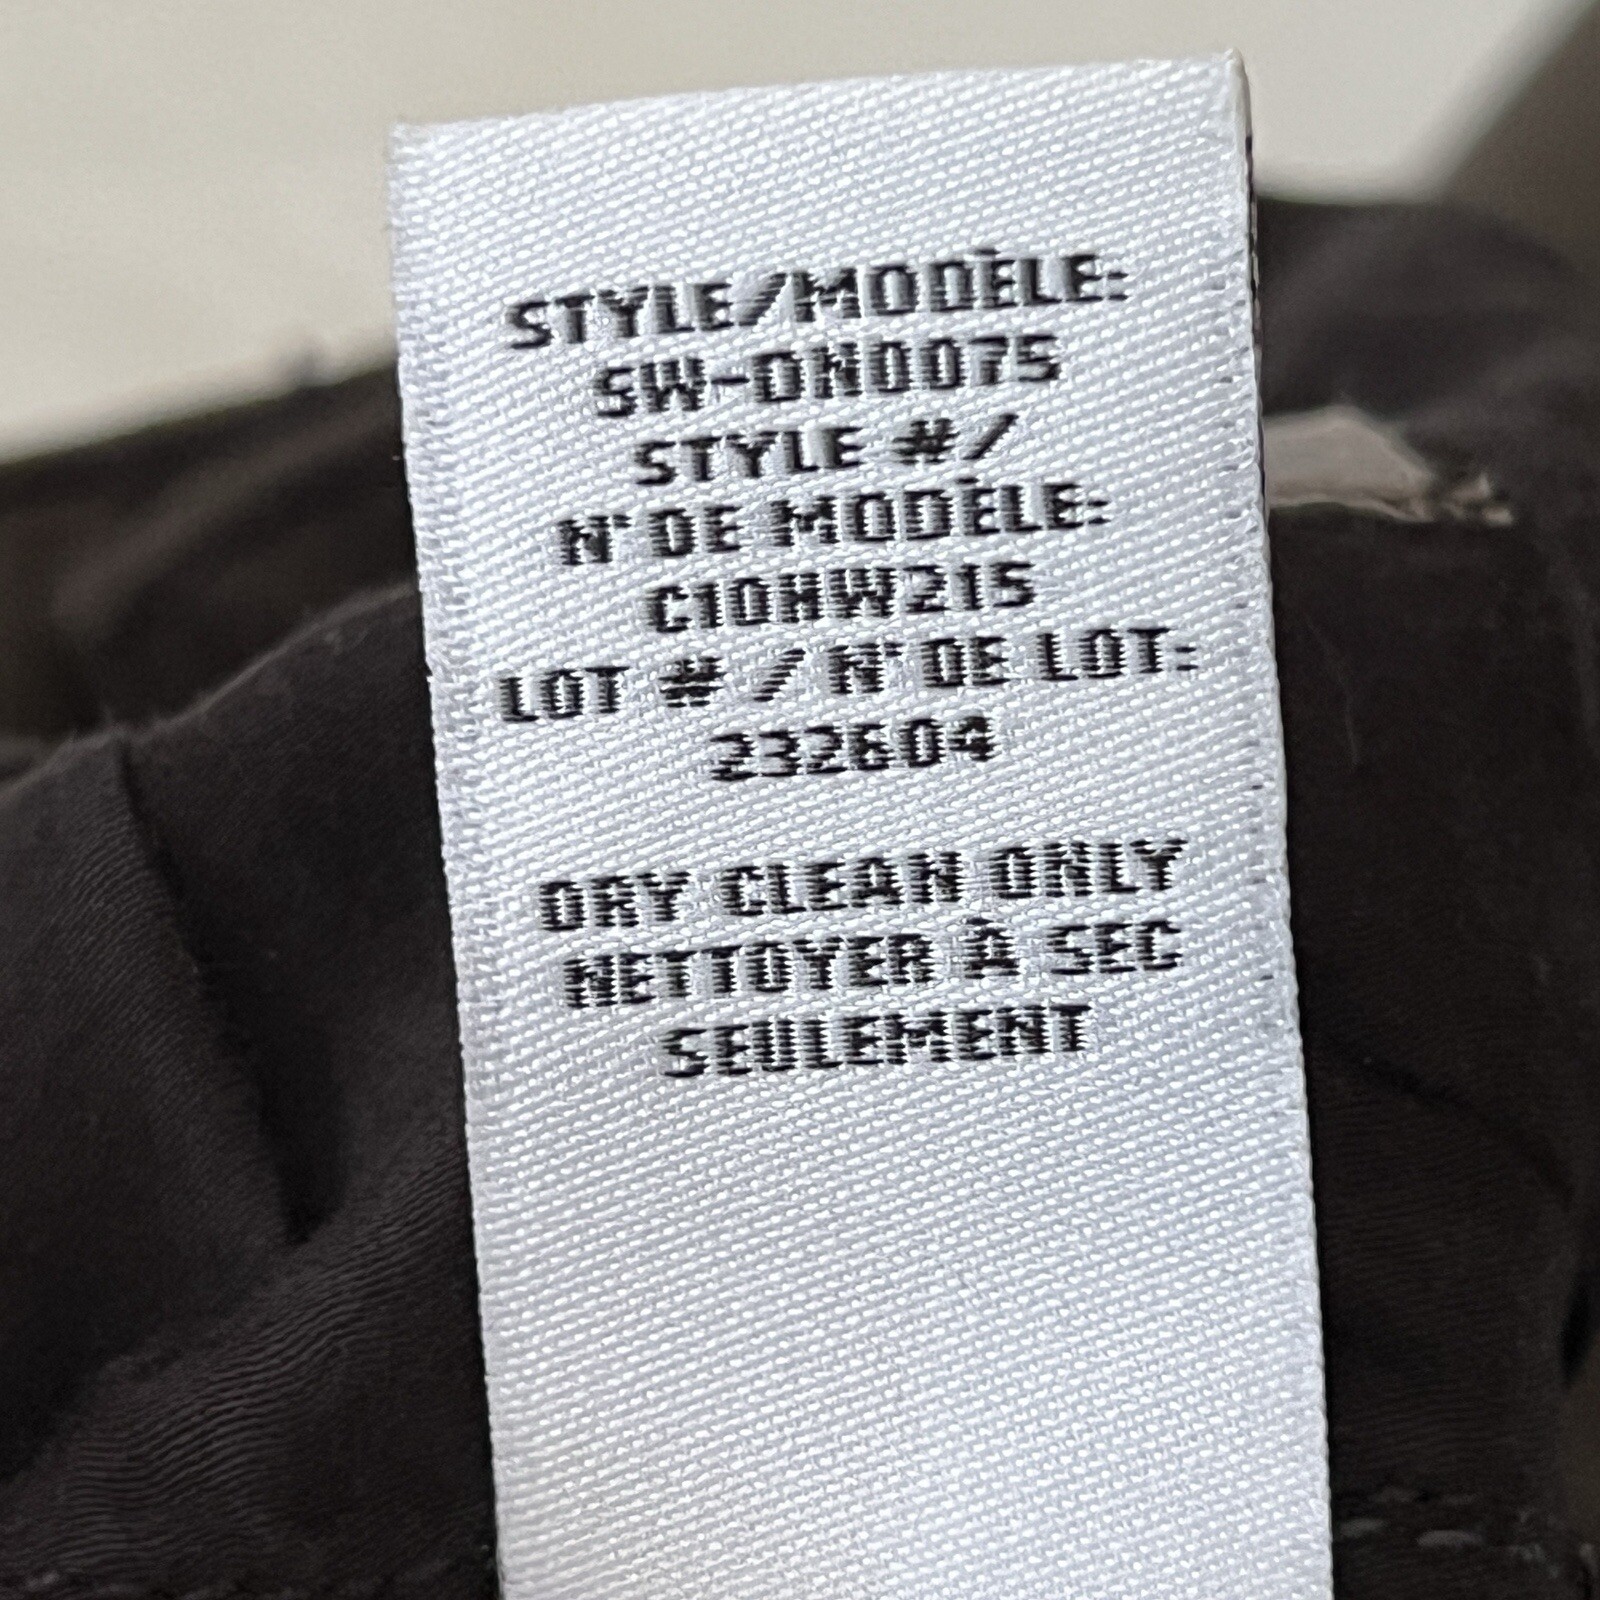 STYLE/MODÈLE:
SW-DN0075
STYLE #/
N°DE MODÈLE:
C10HW215
LOT # / N°DE LOT:
232604
DRY CLEAN ONLY
NETTOYER À SEC
SEULEMENT